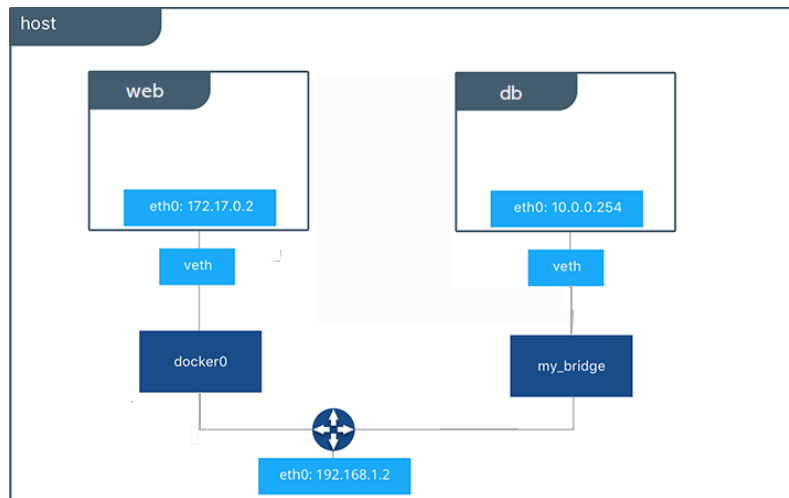 host
web
db
eth0: 172.17.0.2
eth0: 10.0.0.254
veth
veth
docker0
my_bridge
eth0: 192.168.1.2